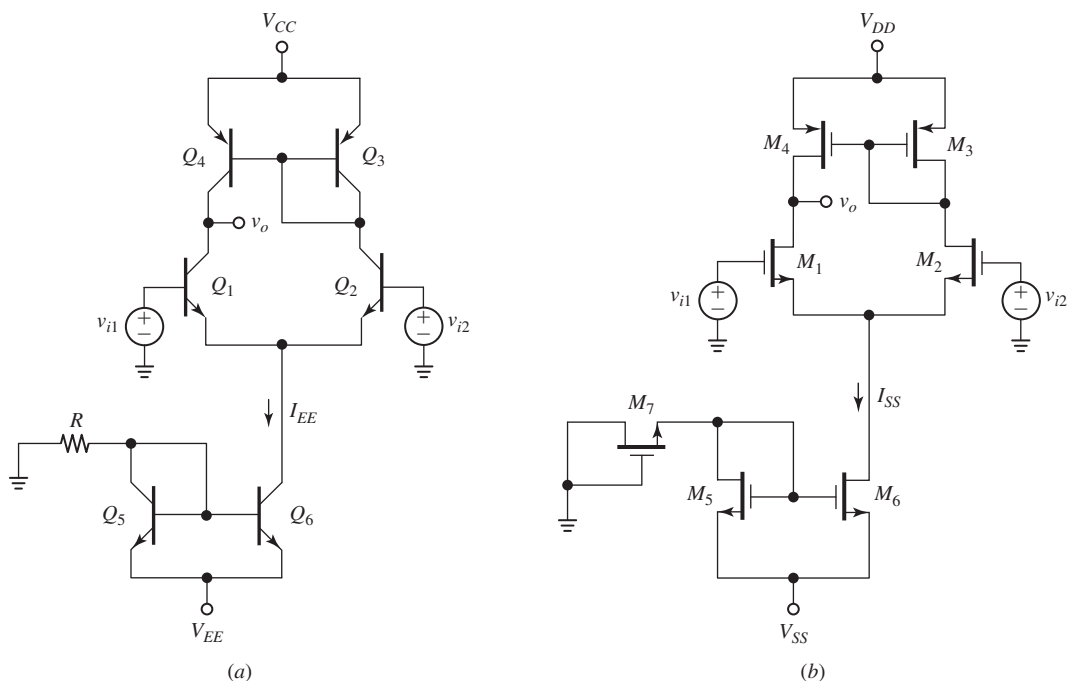 V_CC
Q_4
Q_3
v_o
Q_1
Q_2
v_i1
+
−
+
−
v_i2
I_EE
R
Q_5
Q_6
V_EE
(a)
V_DD
M_4
M_3
v_o
M_1
M_2
v_i1
+
−
+
−
v_i2
I_SS
M_7
M_5
M_6
V_SS
(b)